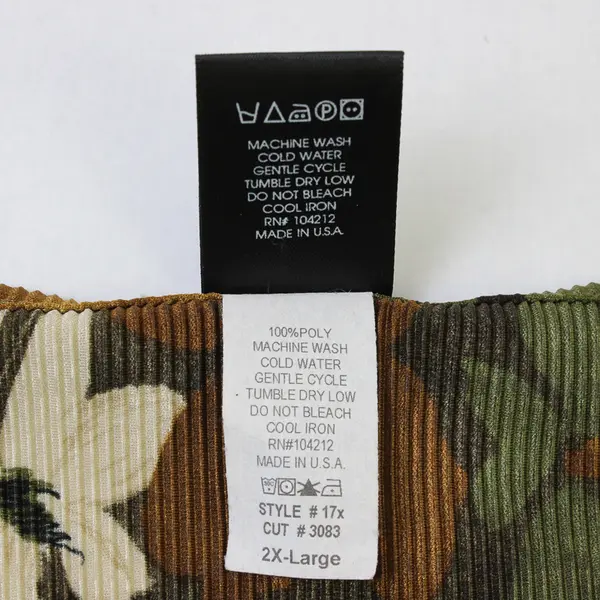 MACHINE WASH
COLD WATER
GENTLE CYCLE
TUMBLE DRY LOW
DO NOT BLEACH
COOL IRON
RN# 104212
MADE IN U.S.A.
100%POLY
MACHINE WASH
COLD WATER
GENTLE CYCLE
TUMBLE DRY LOW
DO NOT BLEACH
COOL IRON
RN#104212
MADE IN U.S.A.
STYLE # 17x
CUT # 3083
2X-Large